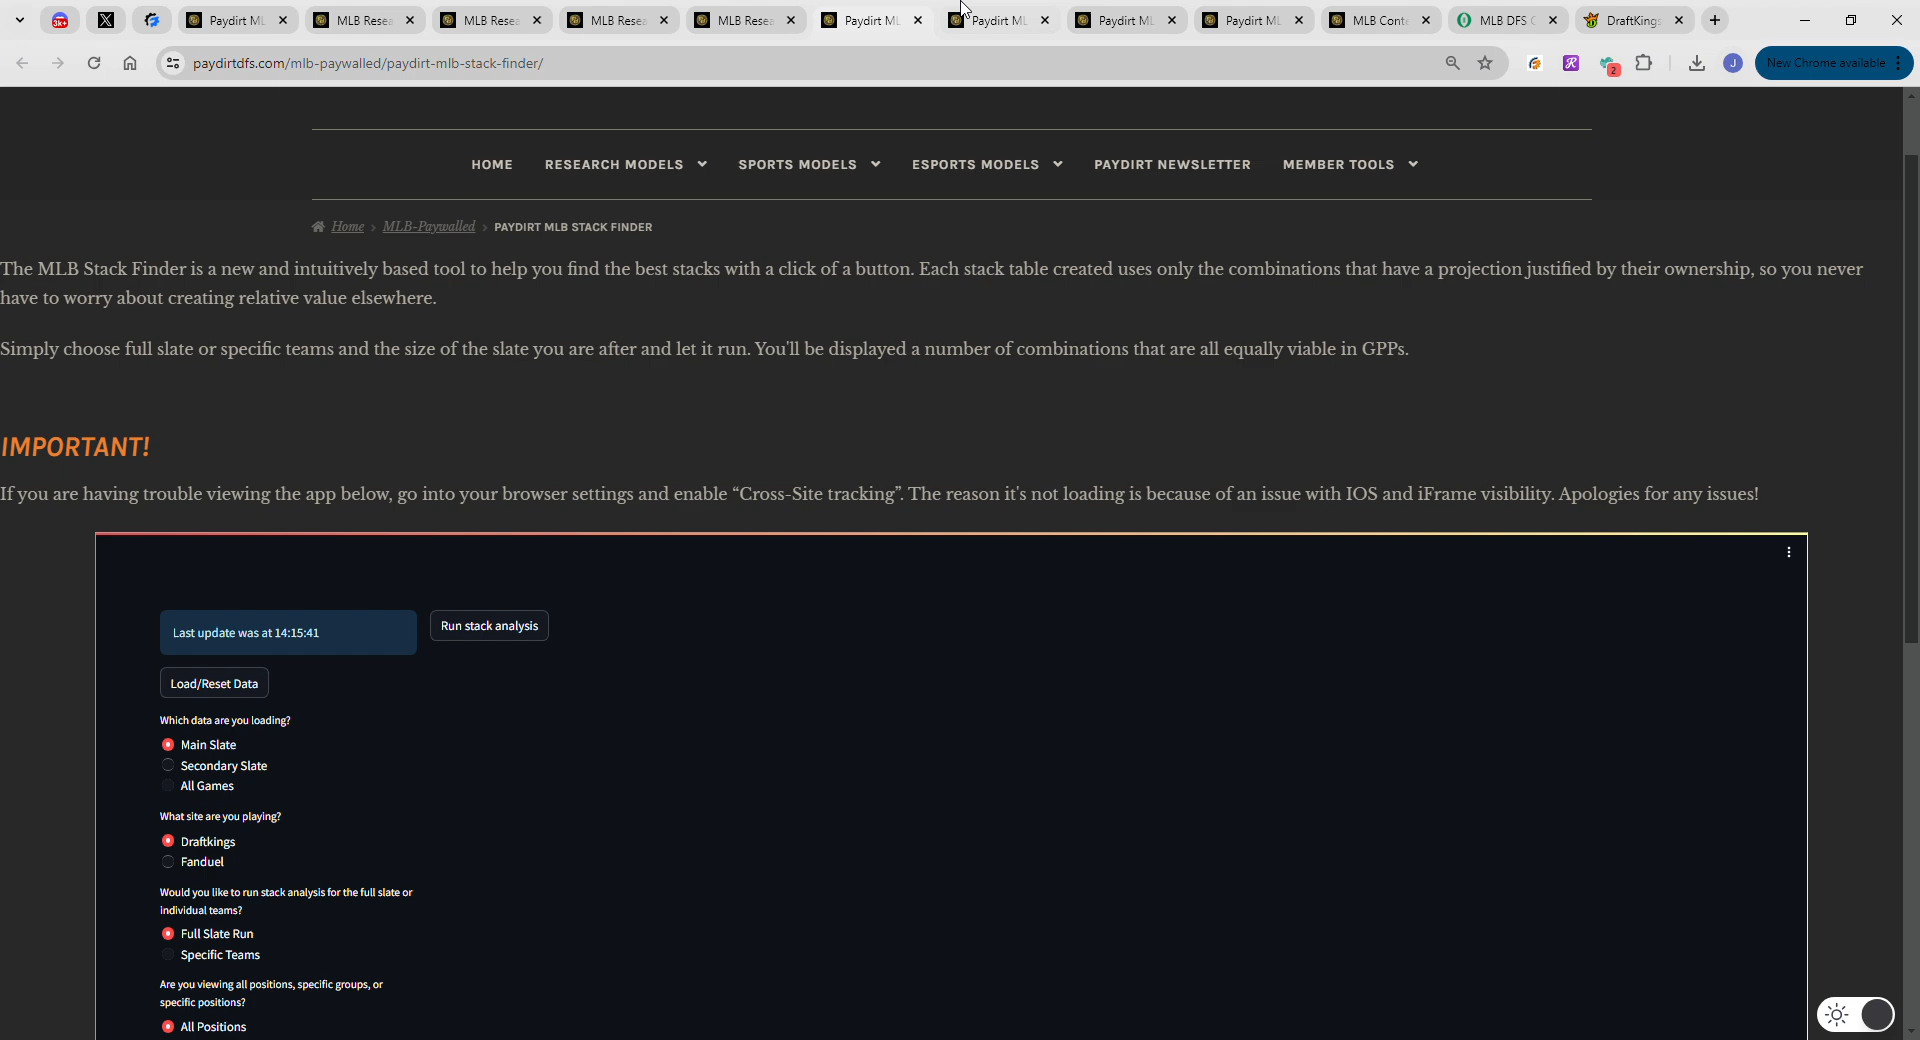 3k+
Paydirt ML
MLB Resea
MLB Resea
MLB Resea
MLB Resea
Paydirt ML
Paydirt ML
Paydirt ML
Paydirt ML
MLB Cont
MLB DFS
DraftKings
paydirtdfs.com/mlb-paywalled/paydirt-mlb-stack-finder/
2
J
New Chrome available
HOME
RESEARCH MODELS
SPORTS MODELS
ESPORTS MODELS
PAYDIRT NEWSLETTER
MEMBER TOOLS
Home > MLB-Paywalled > PAYDIRT MLB STACK FINDER
The MLB Stack Finder is a new and intuitively based tool to help you find the best stacks with a click of a button. Each stack table created uses only the combinations that have a projection justified by their ownership, so you never
have to worry about creating relative value elsewhere.
Simply choose full slate or specific teams and the size of the slate you are after and let it run. You'll be displayed a number of combinations that are all equally viable in GPPs.
IMPORTANT!
If you are having trouble viewing the app below, go into your browser settings and enable “Cross-Site tracking”. The reason it's not loading is because of an issue with IOS and iFrame visibility. Apologies for any issues!
Last update was at 14:15:41
Run stack analysis
Load/Reset Data
Which data are you loading?
Main Slate
Secondary Slate
All Games
What site are you playing?
Draftkings
Fanduel
Would you like to run stack analysis for the full slate or
individual teams?
Full Slate Run
Specific Teams
Are you viewing all positions, specific groups, or
specific positions?
All Positions